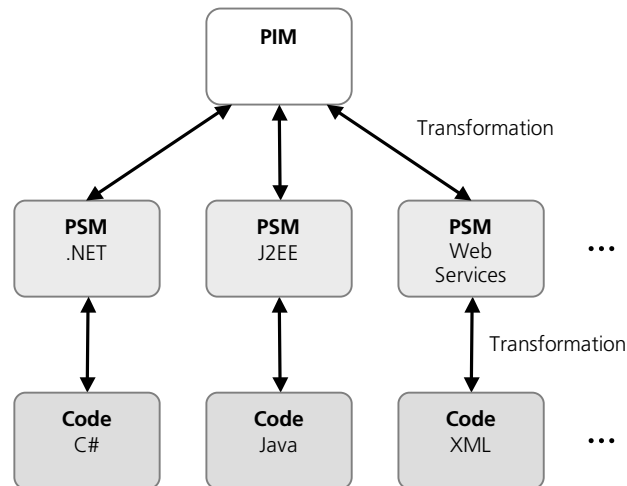 PIM
Transformation
PSM
.NET
PSM
J2EE
PSM
Web
Services
...
Transformation
Code
C#
Code
Java
Code
XML
...